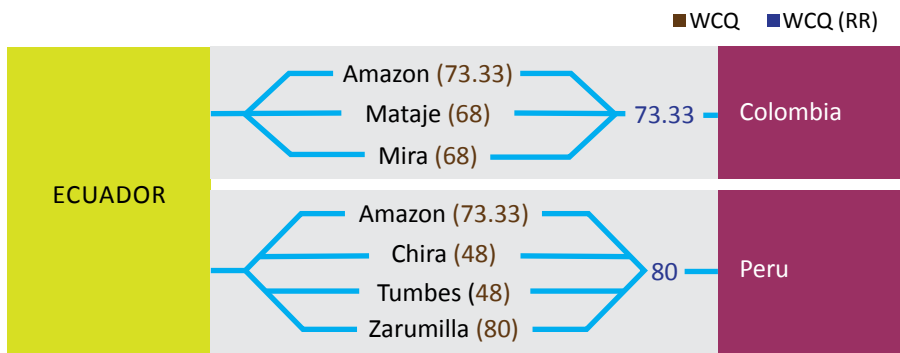 WCQ WCQ (RR)
ECUADOR
Amazon (73.33)
Mataje (68)
Mira (68)
73.33
Colombia
Amazon (73.33)
Chira (48)
Tumbes (48)
Zarumilla (80)
80
Peru